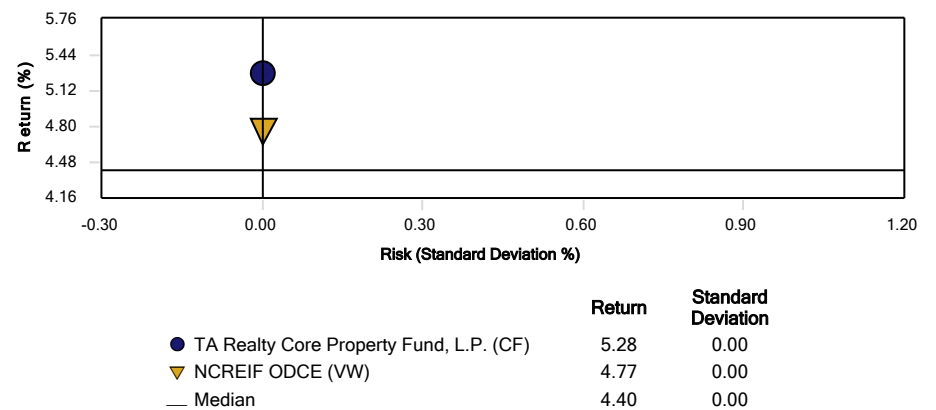 5.76
5.44
5.12
4.80
4.48
4.16
Return (%)
-0.30 0.00 0.30 0.60 0.90 1.20
Risk (Standard Deviation %)
Return Standard Deviation
TA Realty Core Property Fund, L.P. (CF) 5.28 0.00
NCREIF ODCE (VW) 4.77 0.00
Median 4.40 0.00